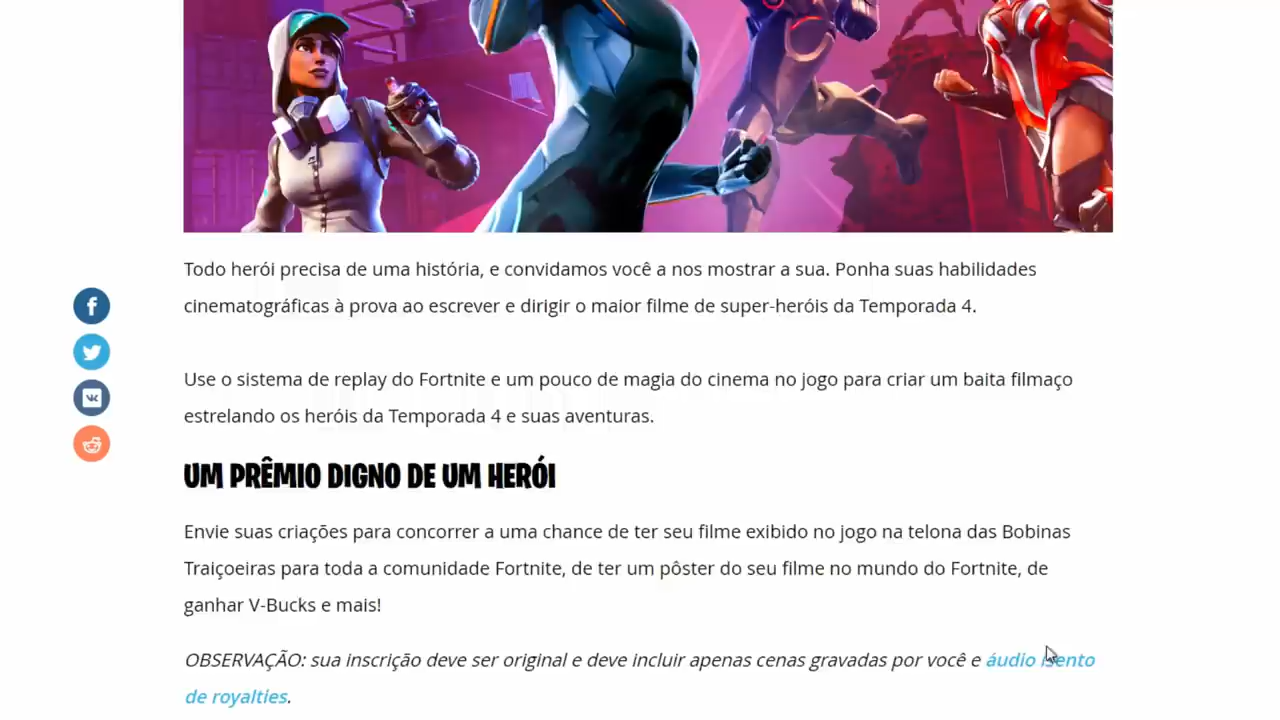 Todo herói precisa de uma história, e convidamos você a nos mostrar a sua. Ponha suas habilidades
cinematográficas à prova ao escrever e dirigir o maior filme de super-heróis da Temporada 4.
Use o sistema de replay do Fortnite e um pouco de magia do cinema no jogo para criar um baita filmaço
estrelando os heróis da Temporada 4 e suas aventuras.
UM PRÊMIO DIGNO DE UM HERÓI
Envie suas criações para concorrer a uma chance de ter seu filme exibido no jogo na telona das Bobinas
Traiçoeiras para toda a comunidade Fortnite, de ter um pôster do seu filme no mundo do Fortnite, de
ganhar V-Bucks e mais!
OBSERVAÇÃO: sua inscrição deve ser original e deve incluir apenas cenas gravadas por você e áudio isento
de royalties.